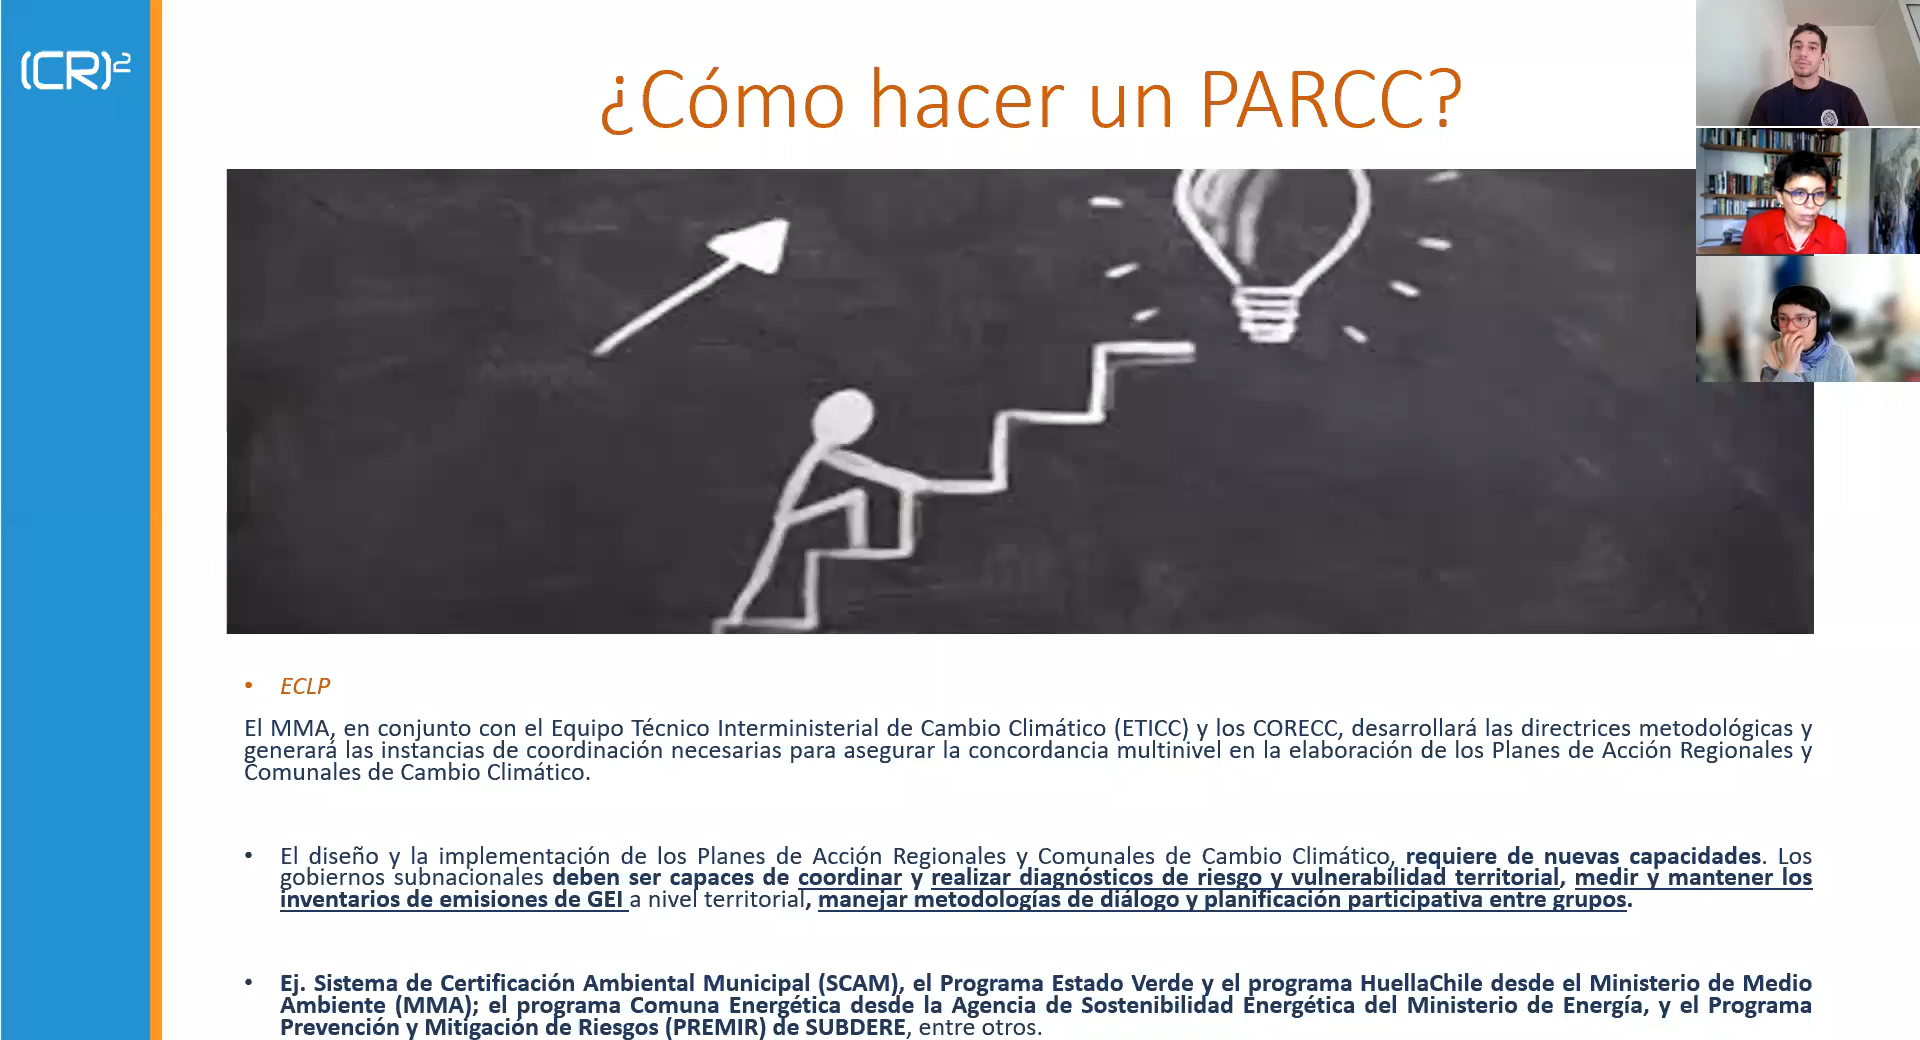 (CR)²
¿Cómo hacer un PARCC?
• ECLP
El MMA, en conjunto con el Equipo Técnico Interministerial de Cambio Climático (ETICC) y los CORECC, desarrollará las directrices metodológicas y
generará las instancias de coordinación necesarias para asegurar la concordancia multinivel en la elaboración de los Planes de Acción Regionales y
Comunales de Cambio Climático.
• El diseño y la implementación de los Planes de Acción Regionales y Comunales de Cambio Climático, requiere de nuevas capacidades. Los
gobiernos subnacionales deben ser capaces de coordinar y realizar diagnósticos de riesgo y vulnerabilidad territorial, medir y mantener los
inventarios de emisiones de GEI a nivel territorial, manejar metodologías de diálogo y planificación participativa entre grupos.
• Ej. Sistema de Certificación Ambiental Municipal (SCAM), el Programa Estado Verde y el programa HuellaChile desde el Ministerio de Medio
Ambiente (MMA); el programa Comuna Energética desde la Agencia de Sostenibilidad Energética del Ministerio de Energía, y el Programa
Prevención y Mitigación de Riesgos (PREMIR) de SUBDERE, entre otros.